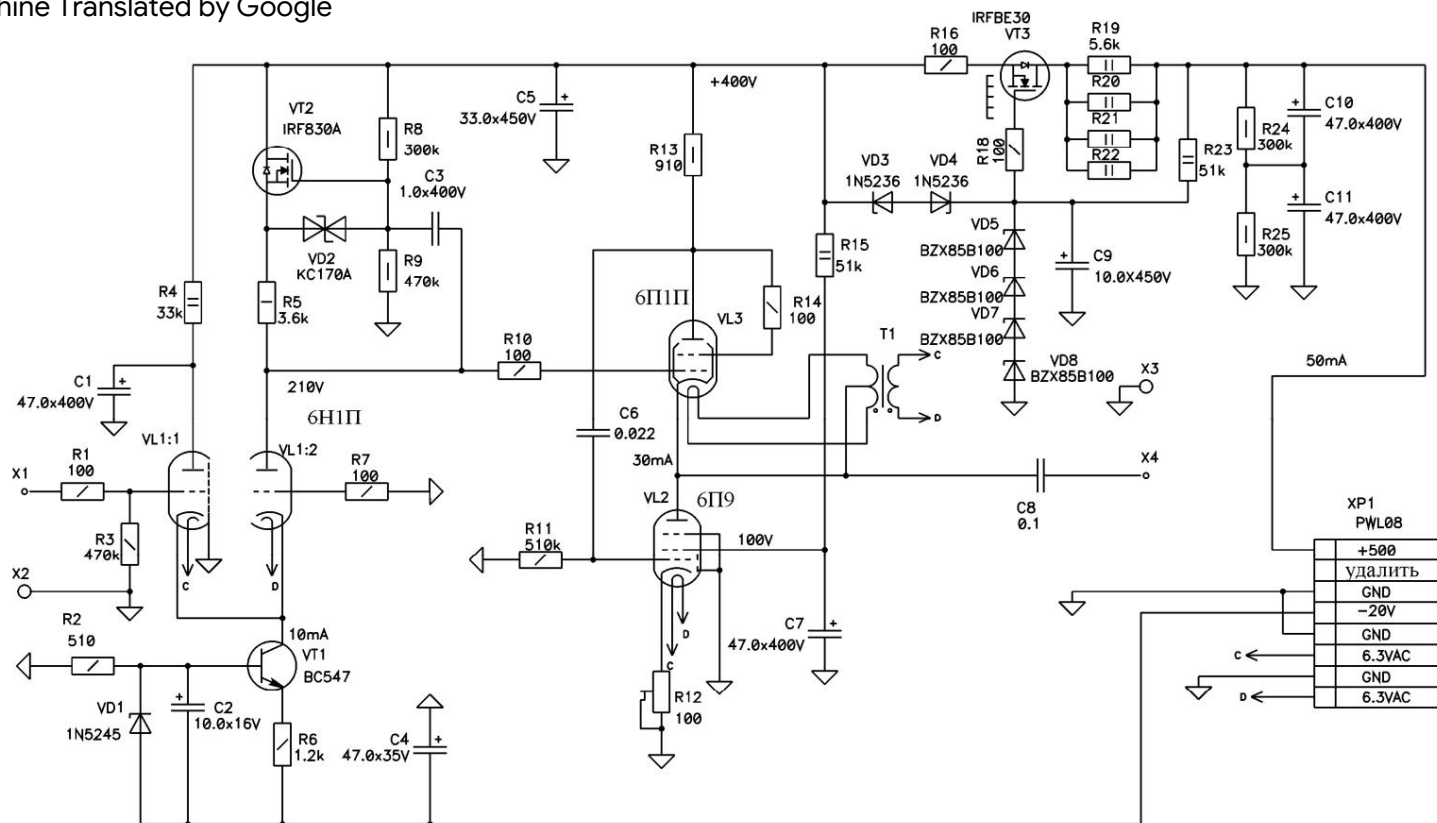 hine Translated by Google
IRFBE30
VT3
R16
100
R19
5.6k
R20
R21
R22
+400V
VT2
IRF830A
C5
33.0x450V
R8
300k
R13
910
C3
1.0x400V
R18
100
R23
51k
R24
300k
C10
47.0x400V
VD3
1N5236
VD4
1N5236
C11
47.0x400V
VD2
KC170A
R9
470k
R15
51k
VD5
BZX85B100
C9
10.0X450V
R25
300k
R4
33k
R5
3.6k
6П1П
VL3
R14
100
VD6
BZX85B100
VD7
BZX85B100
T1
C
D
VD8
BZX85B100
R10
100
50mA
X3
C1
47.0x400V
210V
6Н1П
C6
0.022
VL1:1
VL1:2
30mA
X1
R1
100
R7
100
X4
VL2
6П9
C8
0.1
R3
470k
R11
510k
100V
XP1
PWL08
+500
удалить
GND
-20V
GND
C
6.3VAC
GND
D
6.3VAC
X2
C
D
R2
510
10mA
VT1
BC547
C7
47.0x400V
D
C
R12
100
VD1
1N5245
C2
10.0x16V
R6
1.2k
C4
47.0x35V